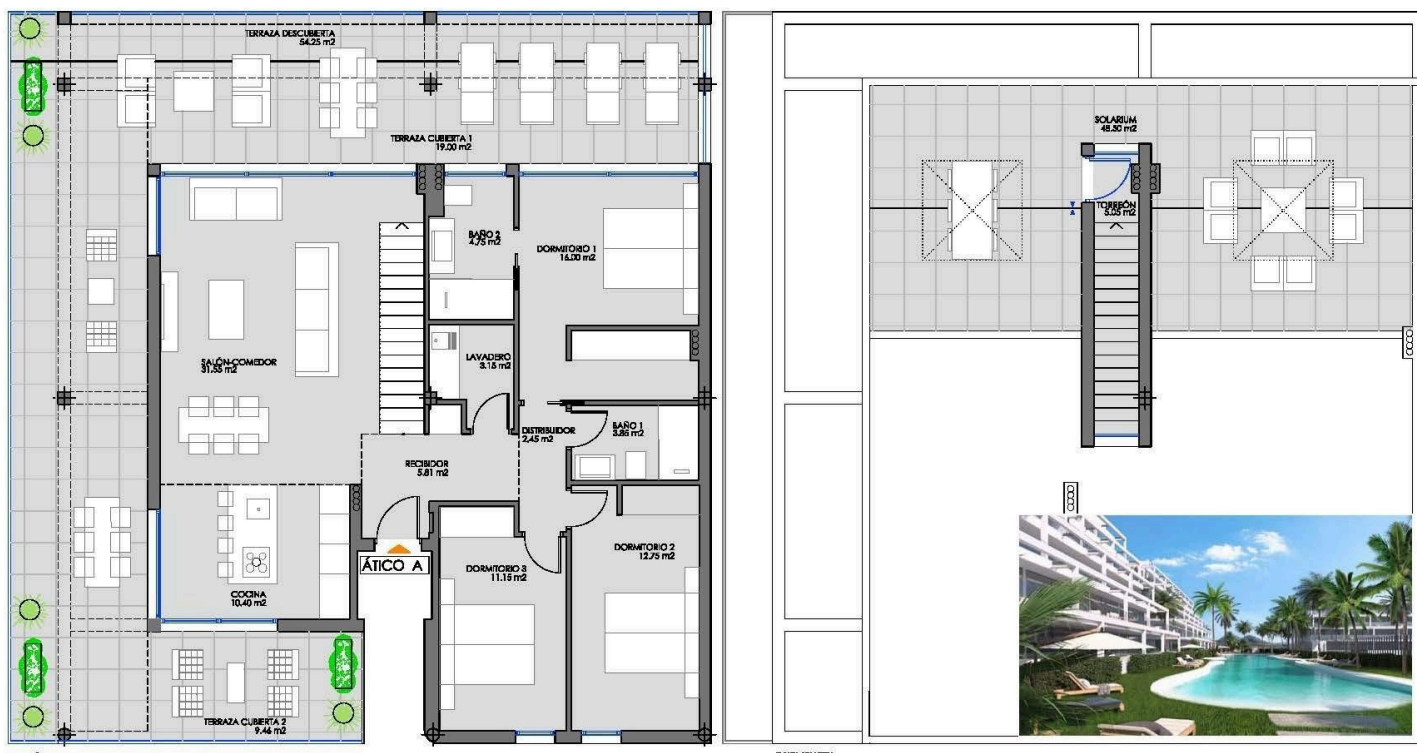 TERRAZA DESCUBIERTA
54.25 m2
TERRAZA CUBIERTA 1
19.00 m2
BAÑO 2
4.75 m2
DORMITORIO 1
16.00 m2
SALÓN-COMEDOR
31.55 m2
LAVADERO
3.15 m2
DISTRIBUIDOR
2.45 m2
BAÑO 1
3.85 m2
RECIBIDOR
5.81 m2
ÁTICO A
DORMITORIO 2
12.75 m2
DORMITORIO 3
11.15 m2
COCINA
10.40 m2
TERRAZA CUBIERTA 2
9.46 m2
SOLARIUM
48.50 m2
TORREÓN
5.05 m2